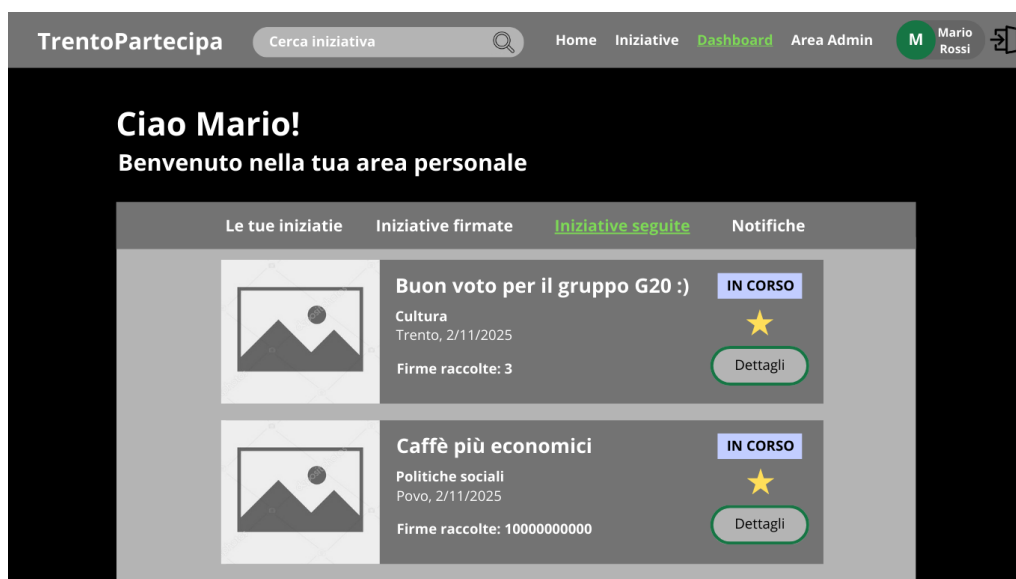 TrentoPartecipa
Cerca iniziativa
Home Iniziative Dashboard Area Admin
M
Mario
Rossi
Ciao Mario!
Benvenuto nella tua area personale
Le tue iniziatie Iniziative firmate Iniziative seguite Notifiche
Buon voto per il gruppo G20 :)
IN CORSO
Cultura
Trento, 2/11/2025
Firme raccolte: 3
Dettagli
Caffè più economici
IN CORSO
Politiche sociali
Povo, 2/11/2025
Firme raccolte: 10000000000
Dettagli